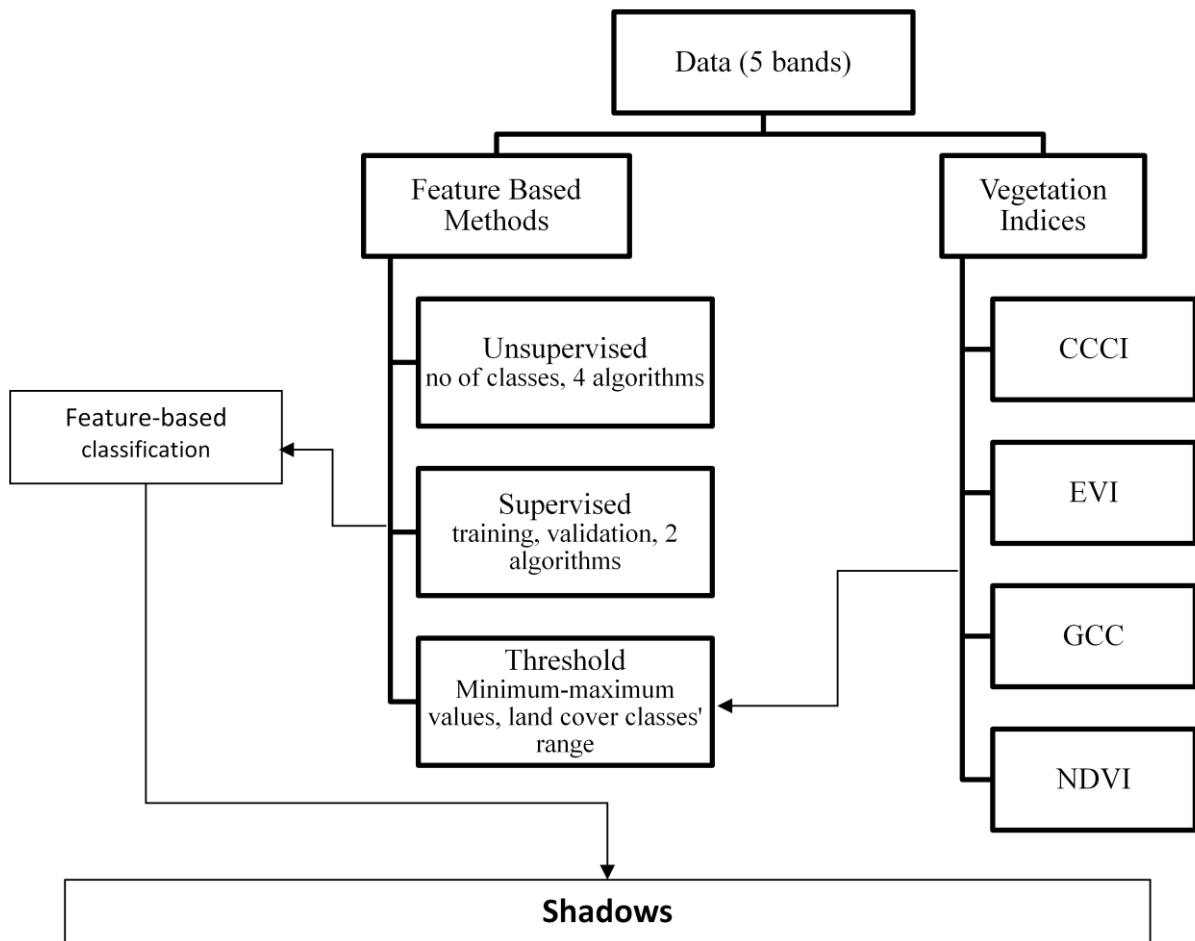 Data (5 bands)
Feature Based
Methods
Vegetation
Indices
Unsupervised
no of classes, 4 algorithms
CCCI
Feature-based
classification
EVI
Supervised
training, validation, 2
algorithms
GCC
Threshold
Minimum-maximum
values, land cover classes'
range
NDVI
Shadows